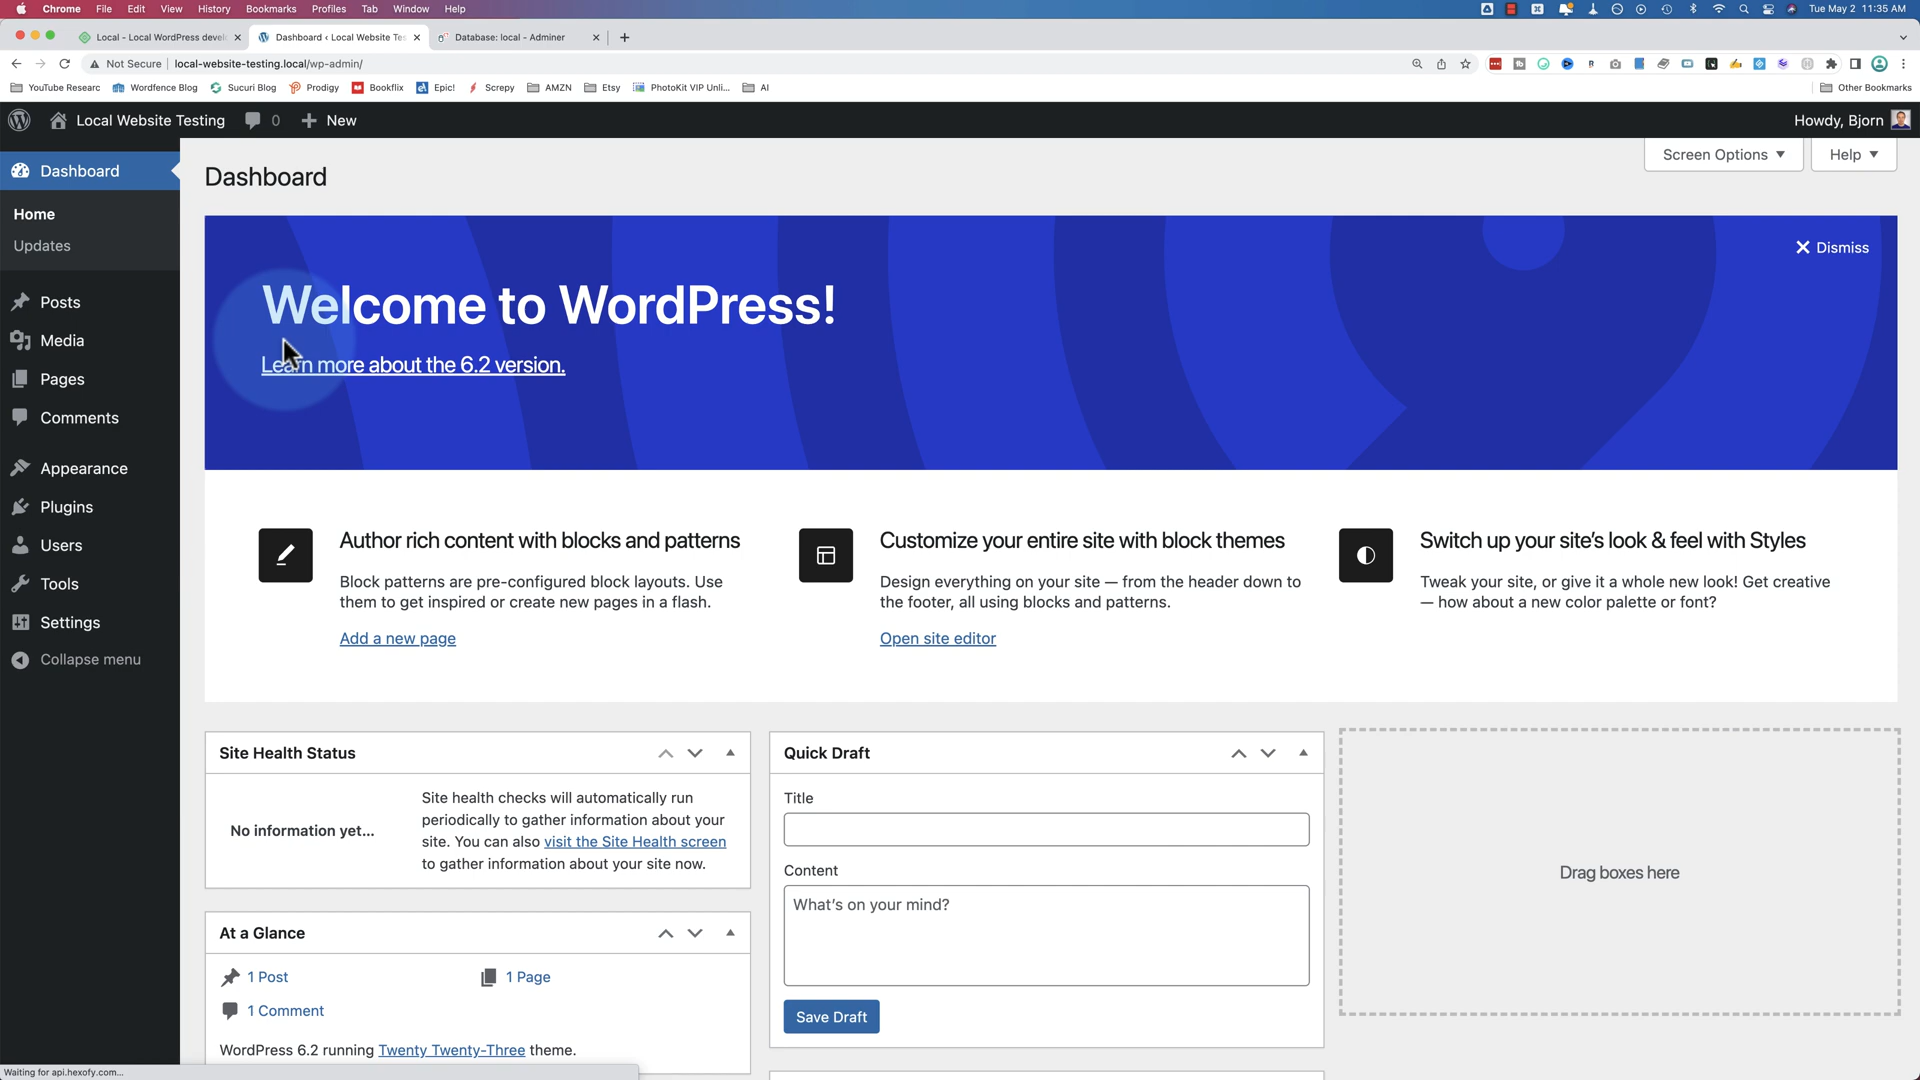 Chrome File Edit View History Bookmarks Profiles Tab Window Help
Tue May 2 11:35 AM
Local - Local WordPress devel
Dashboard ‹ Local Website Tes
Database: local - Adminer
Not Secure local-website-testing.local/wp-admin/
YouTube Researc Wordfence Blog Sucuri Blog Prodigy Bookflix Epic! Screpy AMZN Etsy PhotoKit VIP Unli... AI Other Bookmarks
Local Website Testing 0 New Howdy, Bjorn
Dashboard
Home
Updates
Posts
Media
Pages
Comments
Appearance
Plugins
Users
Tools
Settings
Collapse menu
Screen Options Help
Dashboard
Dismiss
Welcome to WordPress!
Learn more about the 6.2 version.
Author rich content with blocks and patterns
Block patterns are pre-configured block layouts. Use
them to get inspired or create new pages in a flash.
Add a new page
Customize your entire site with block themes
Design everything on your site — from the header down to
the footer, all using blocks and patterns.
Open site editor
Switch up your site's look & feel with Styles
Tweak your site, or give it a whole new look! Get creative
— how about a new color palette or font?
Site Health Status
No information yet...
Site health checks will automatically run
periodically to gather information about your
site. You can also visit the Site Health screen
to gather information about your site now.
At a Glance
1 Post
1 Page
1 Comment
WordPress 6.2 running Twenty Twenty-Three theme.
Quick Draft
Title
Content
What's on your mind?
Save Draft
Drag boxes here
Waiting for api.hexofy.com...